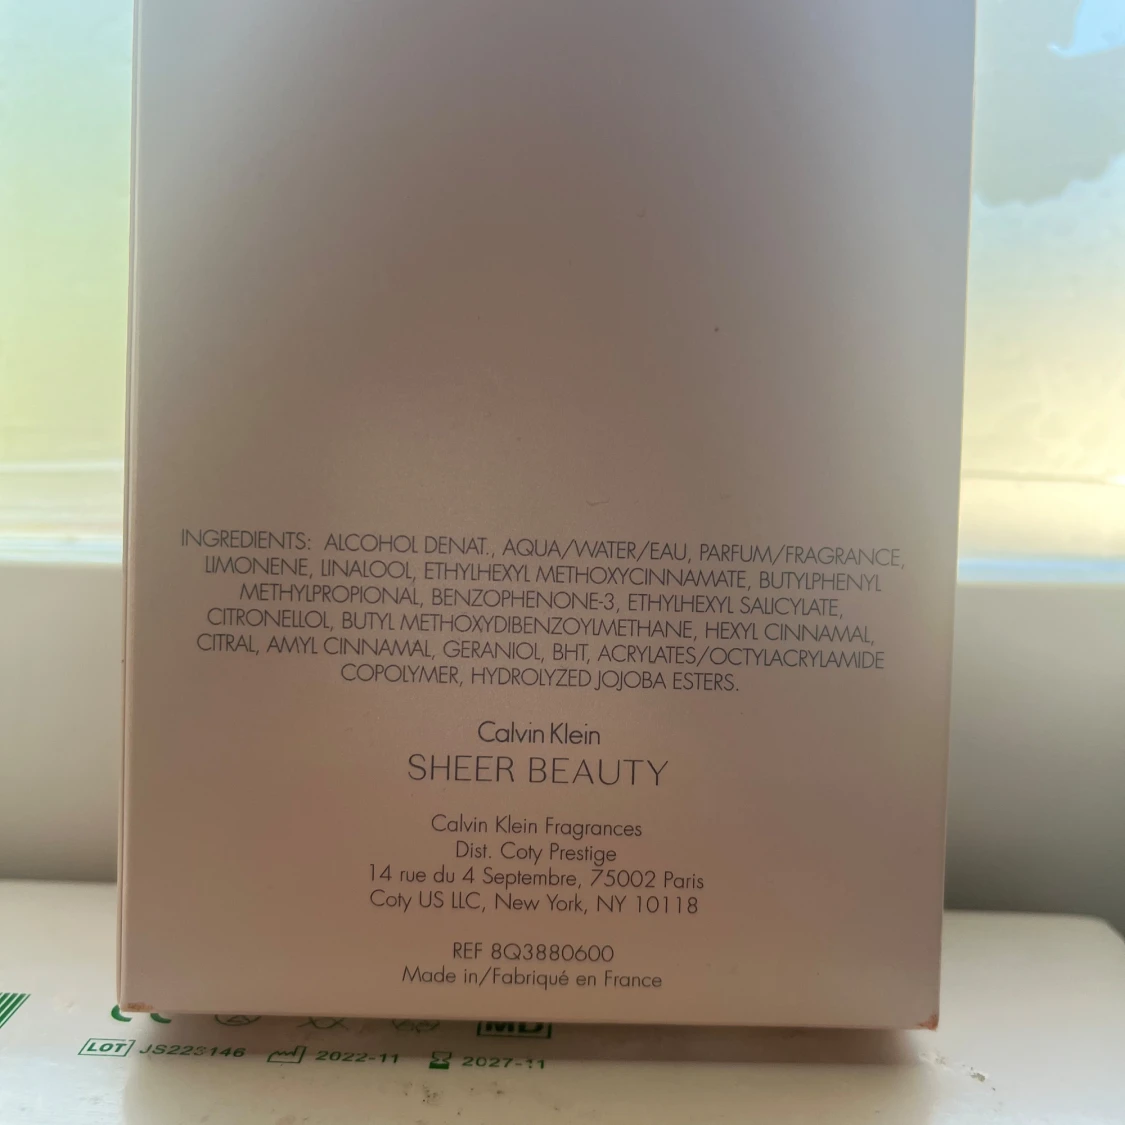 INGREDIENTS: ALCOHOL DENAT., AQUA/WATER/EAU, PARFUM/FRAGRANCE,
LIMONENE, LINALOOL, ETHYLHEXYL METHOXYCINNAMATE, BUTYLPHENYL
METHYLPROPIONAL, BENZOPHENONE-3, ETHYLHEXYL SALICYLATE,
CITRONELLOL, BUTYL METHOXYDIBENZOYLMETHANE, HEXYL CINNAMAL,
CITRAL, AMYL CINNAMAL, GERANIOL, BHT, ACRYLATES/OCTYLACRYLAMIDE
COPOLYMER, HYDROLYZED JOJOBA ESTERS.
Calvin Klein
SHEER BEAUTY
Calvin Klein Fragrances
Dist. Coty Prestige
14 rue du 4 Septembre, 75002 Paris
Coty US LLC, New York, NY 10118
REF 8Q3880600
Made in/Fabriqué en France
MD
LOT JS225146 2022-11 2027-11